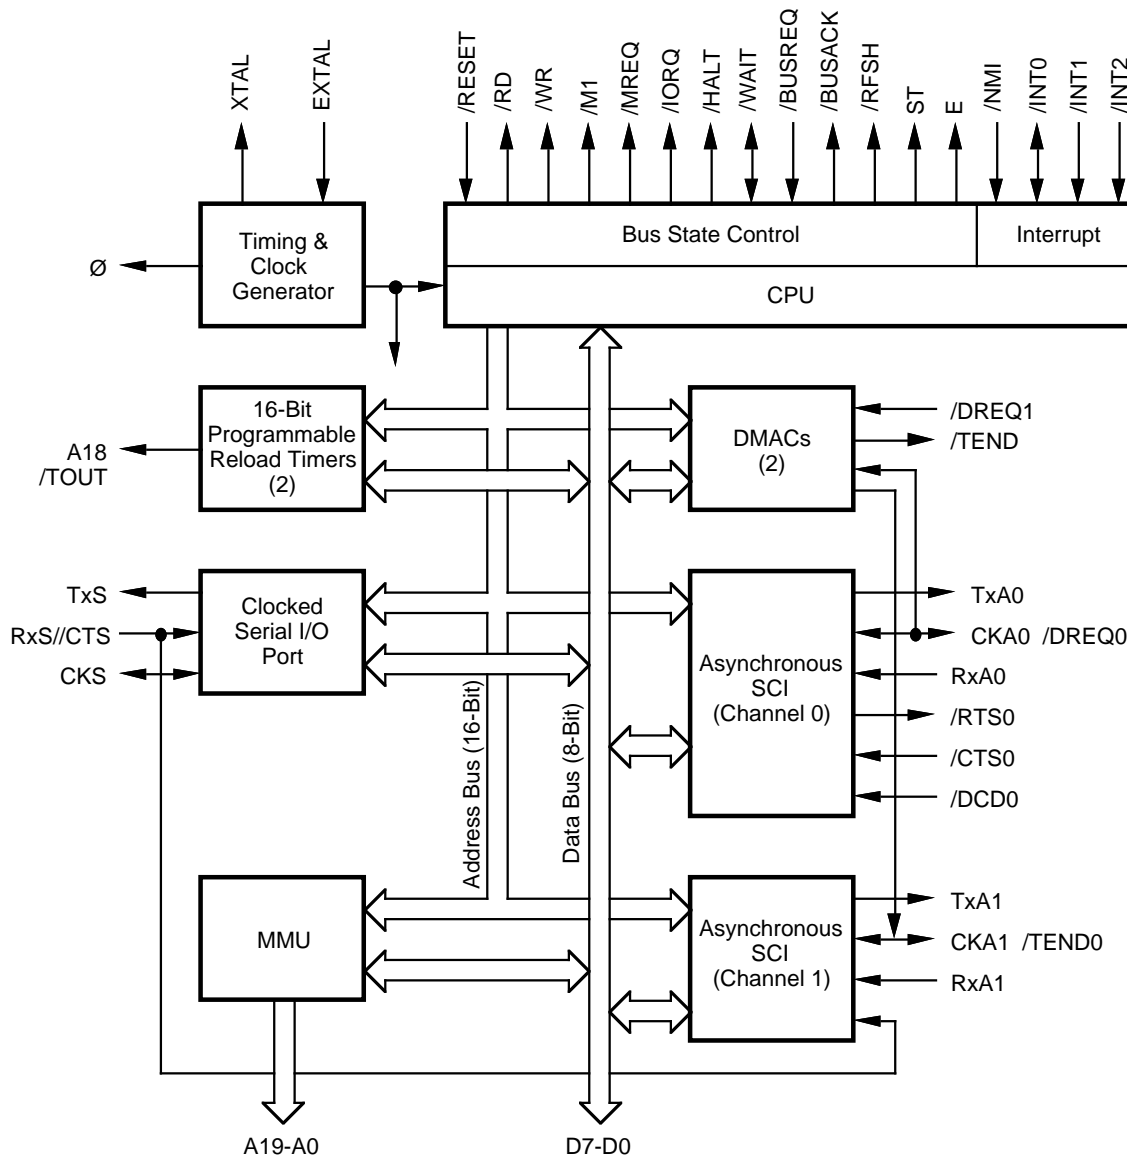 XTAL
EXTAL
/RESET
/RD
/WR
/M1
/MREQ
/IORQ
/HALT
/WAIT
/BUSREQ
/BUSACK
/RFSH
ST
E
/NMI
/INT0
/INT1
/INT2
Timing &
Clock
Generator
Ø
Bus State Control
Interrupt
CPU
16-Bit
Programmable
Reload Timers
(2)
A18
/TOUT
DMACs
(2)
/DREQ1
/TEND
TxS
RxS//CTS
CKS
Clocked
Serial I/O
Port
Address Bus (16-Bit)
Data Bus (8-Bit)
Asynchronous
SCI
(Channel 0)
TxA0
CKA0 /DREQ0
RxA0
/RTS0
/CTS0
/DCD0
MMU
Asynchronous
SCI
(Channel 1)
TxA1
CKA1 /TEND0
RxA1
A19-A0
D7-D0